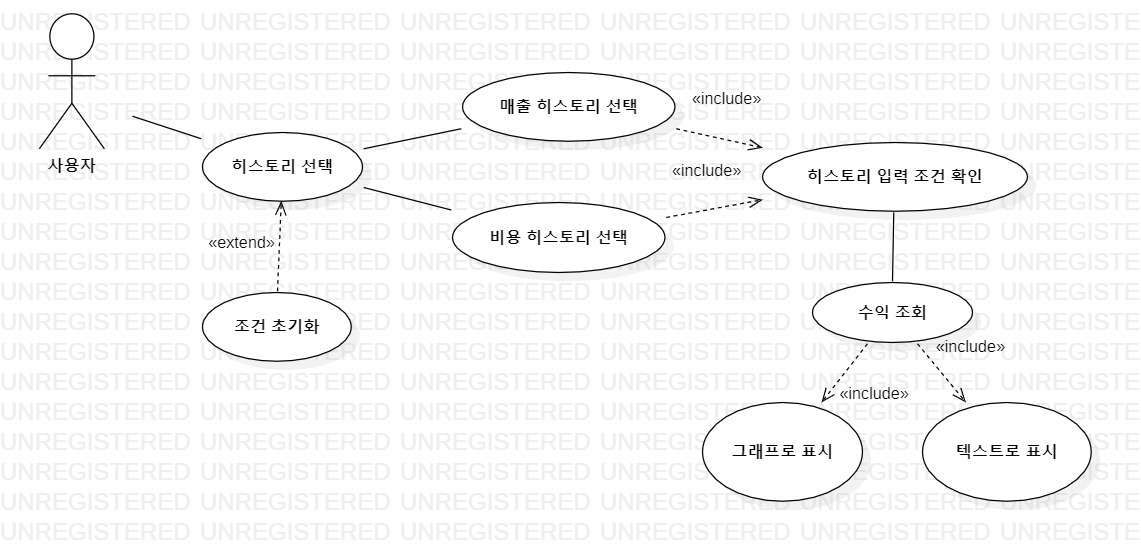 사용자
히스토리 선택
매출 히스토리 선택
«include»
«include»
히스토리 입력 조건 확인
비용 히스토리 선택
«extend»
조건 초기화
수익 조회
«include»
«include»
그래프로 표시
텍스트로 표시
UNREGISTERED UNREGISTERED UNREGISTERED UNREGISTERED UNREGISTERED UNREGISTE